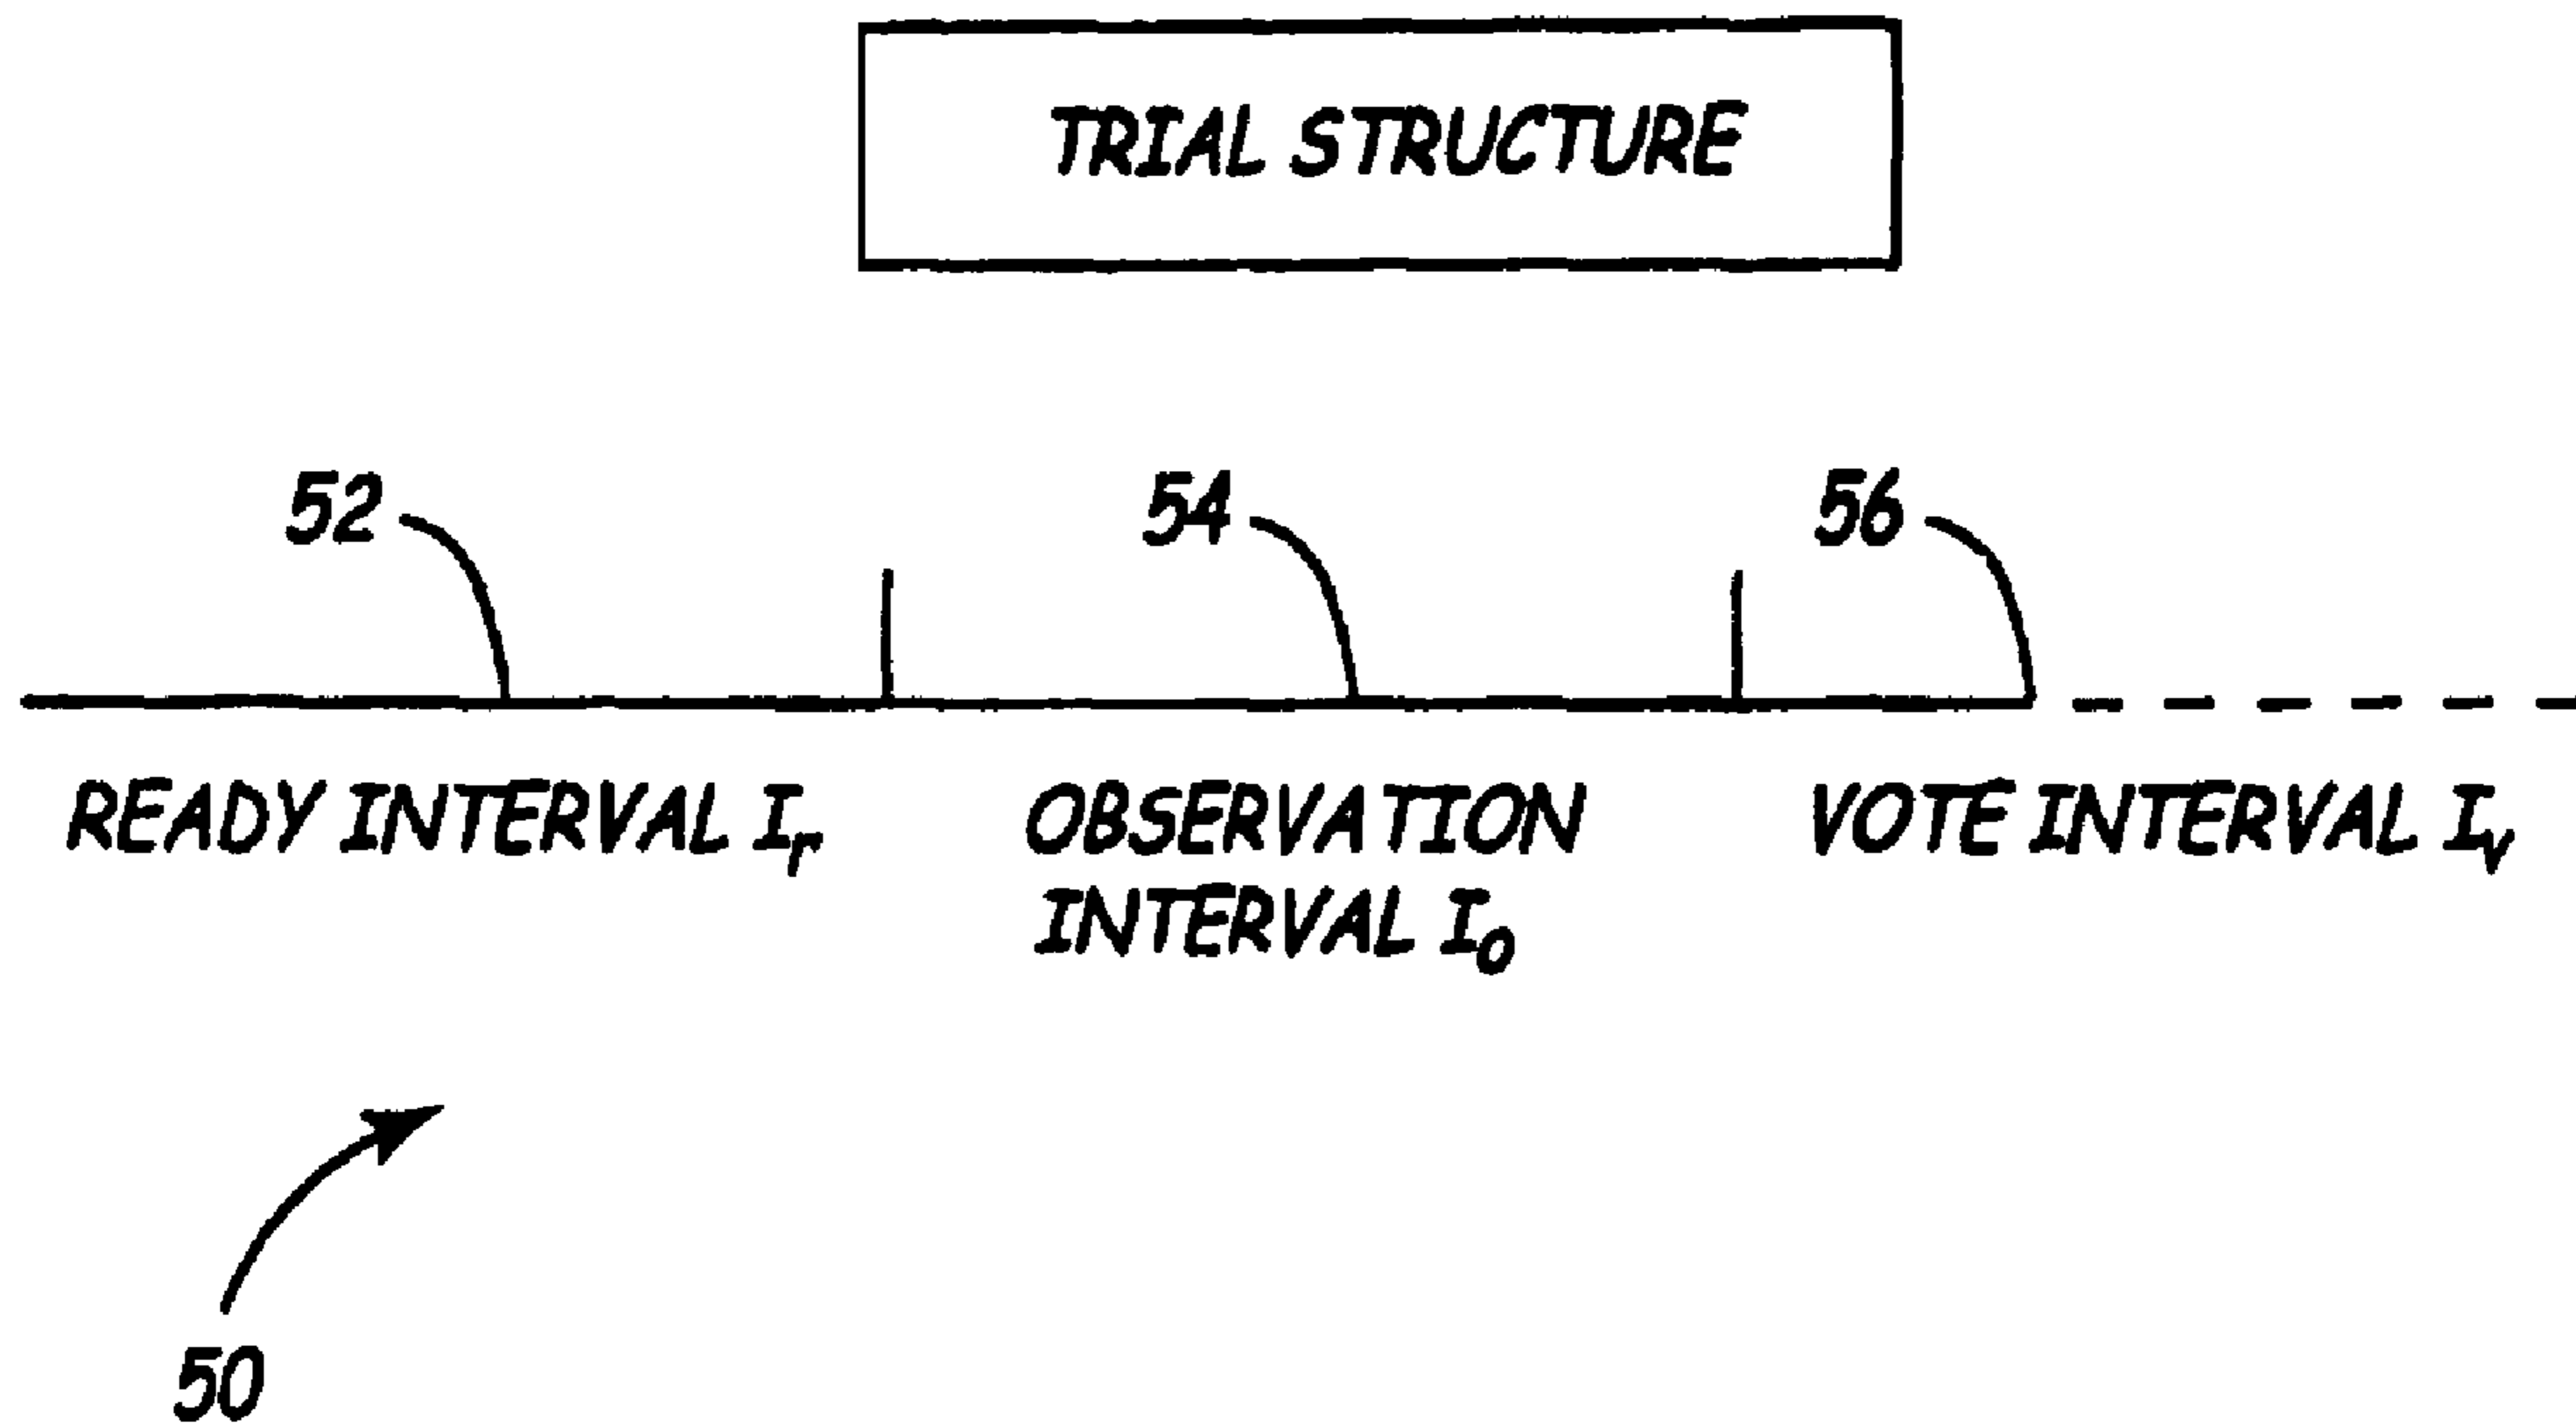 TRIAL STRUCTURE
52 54 56
READY INTERVAL Ir OBSERVATION VOTE INTERVAL Iv
INTERVAL Io
50